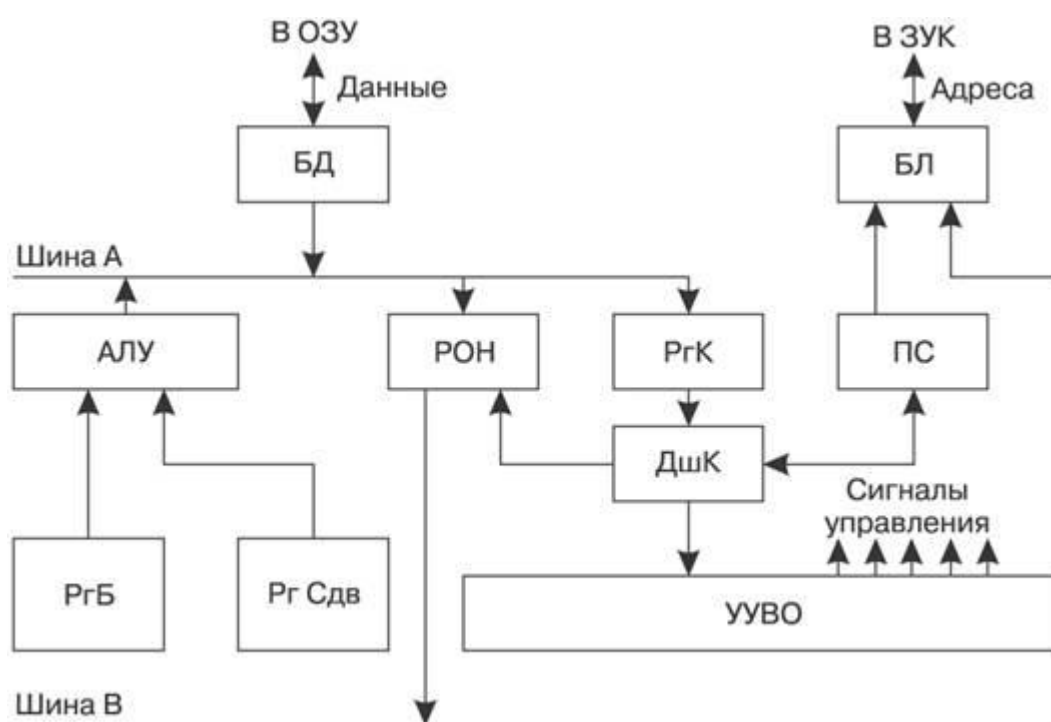 В ОЗУ
В ЗУК
Данные
Адреса
БД
БЛ
Шина А
АЛУ
РОН
РгК
ПС
ДшК
Сигналы
управления
РгБ
Рг Сдв
УУВО
Шина В